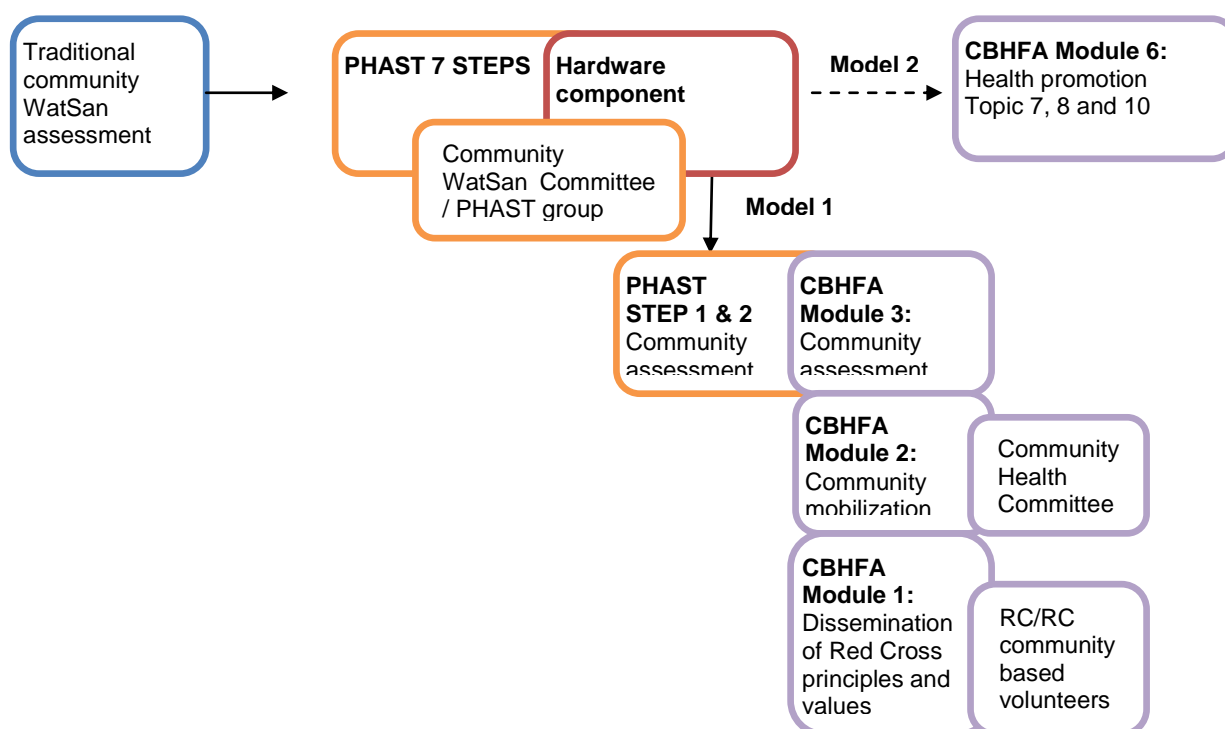 Traditional
community
WatSan
assessment
PHAST 7 STEPS
Hardware
component
Community
WatSan Committee
/ PHAST group
Model 2
CBHFA Module 6:
Health promotion
Topic 7, 8 and 10
Model 1
PHAST
STEP 1 & 2
Community
assessment
CBHFA
Module 3:
Community
assessment
CBHFA
Module 2:
Community
mobilization
Community
Health
Committee
CBHFA
Module 1:
Dissemination
of Red Cross
principles and
values
RC/RC
community
based
volunteers